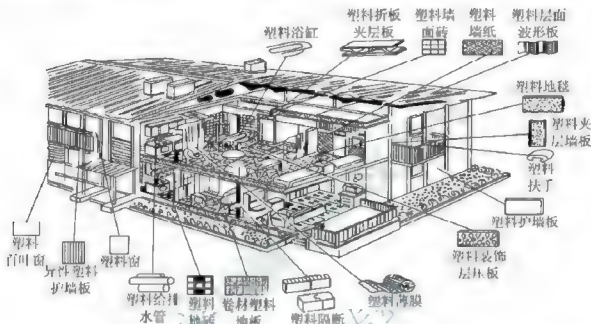 塑料浴缸
塑料折板
夹层板
塑料墙
面砖
塑料
墙纸
塑料层面
波形板
塑料地毯
塑料夹
层墙板
塑料
扶手
塑料护墙板
塑料装饰
层压板
塑料薄膜
塑料隔断
卷材塑料
地板
塑料
地砖
塑料给排
水管
塑料窗
异性塑料
护墙板
塑料
百叶窗